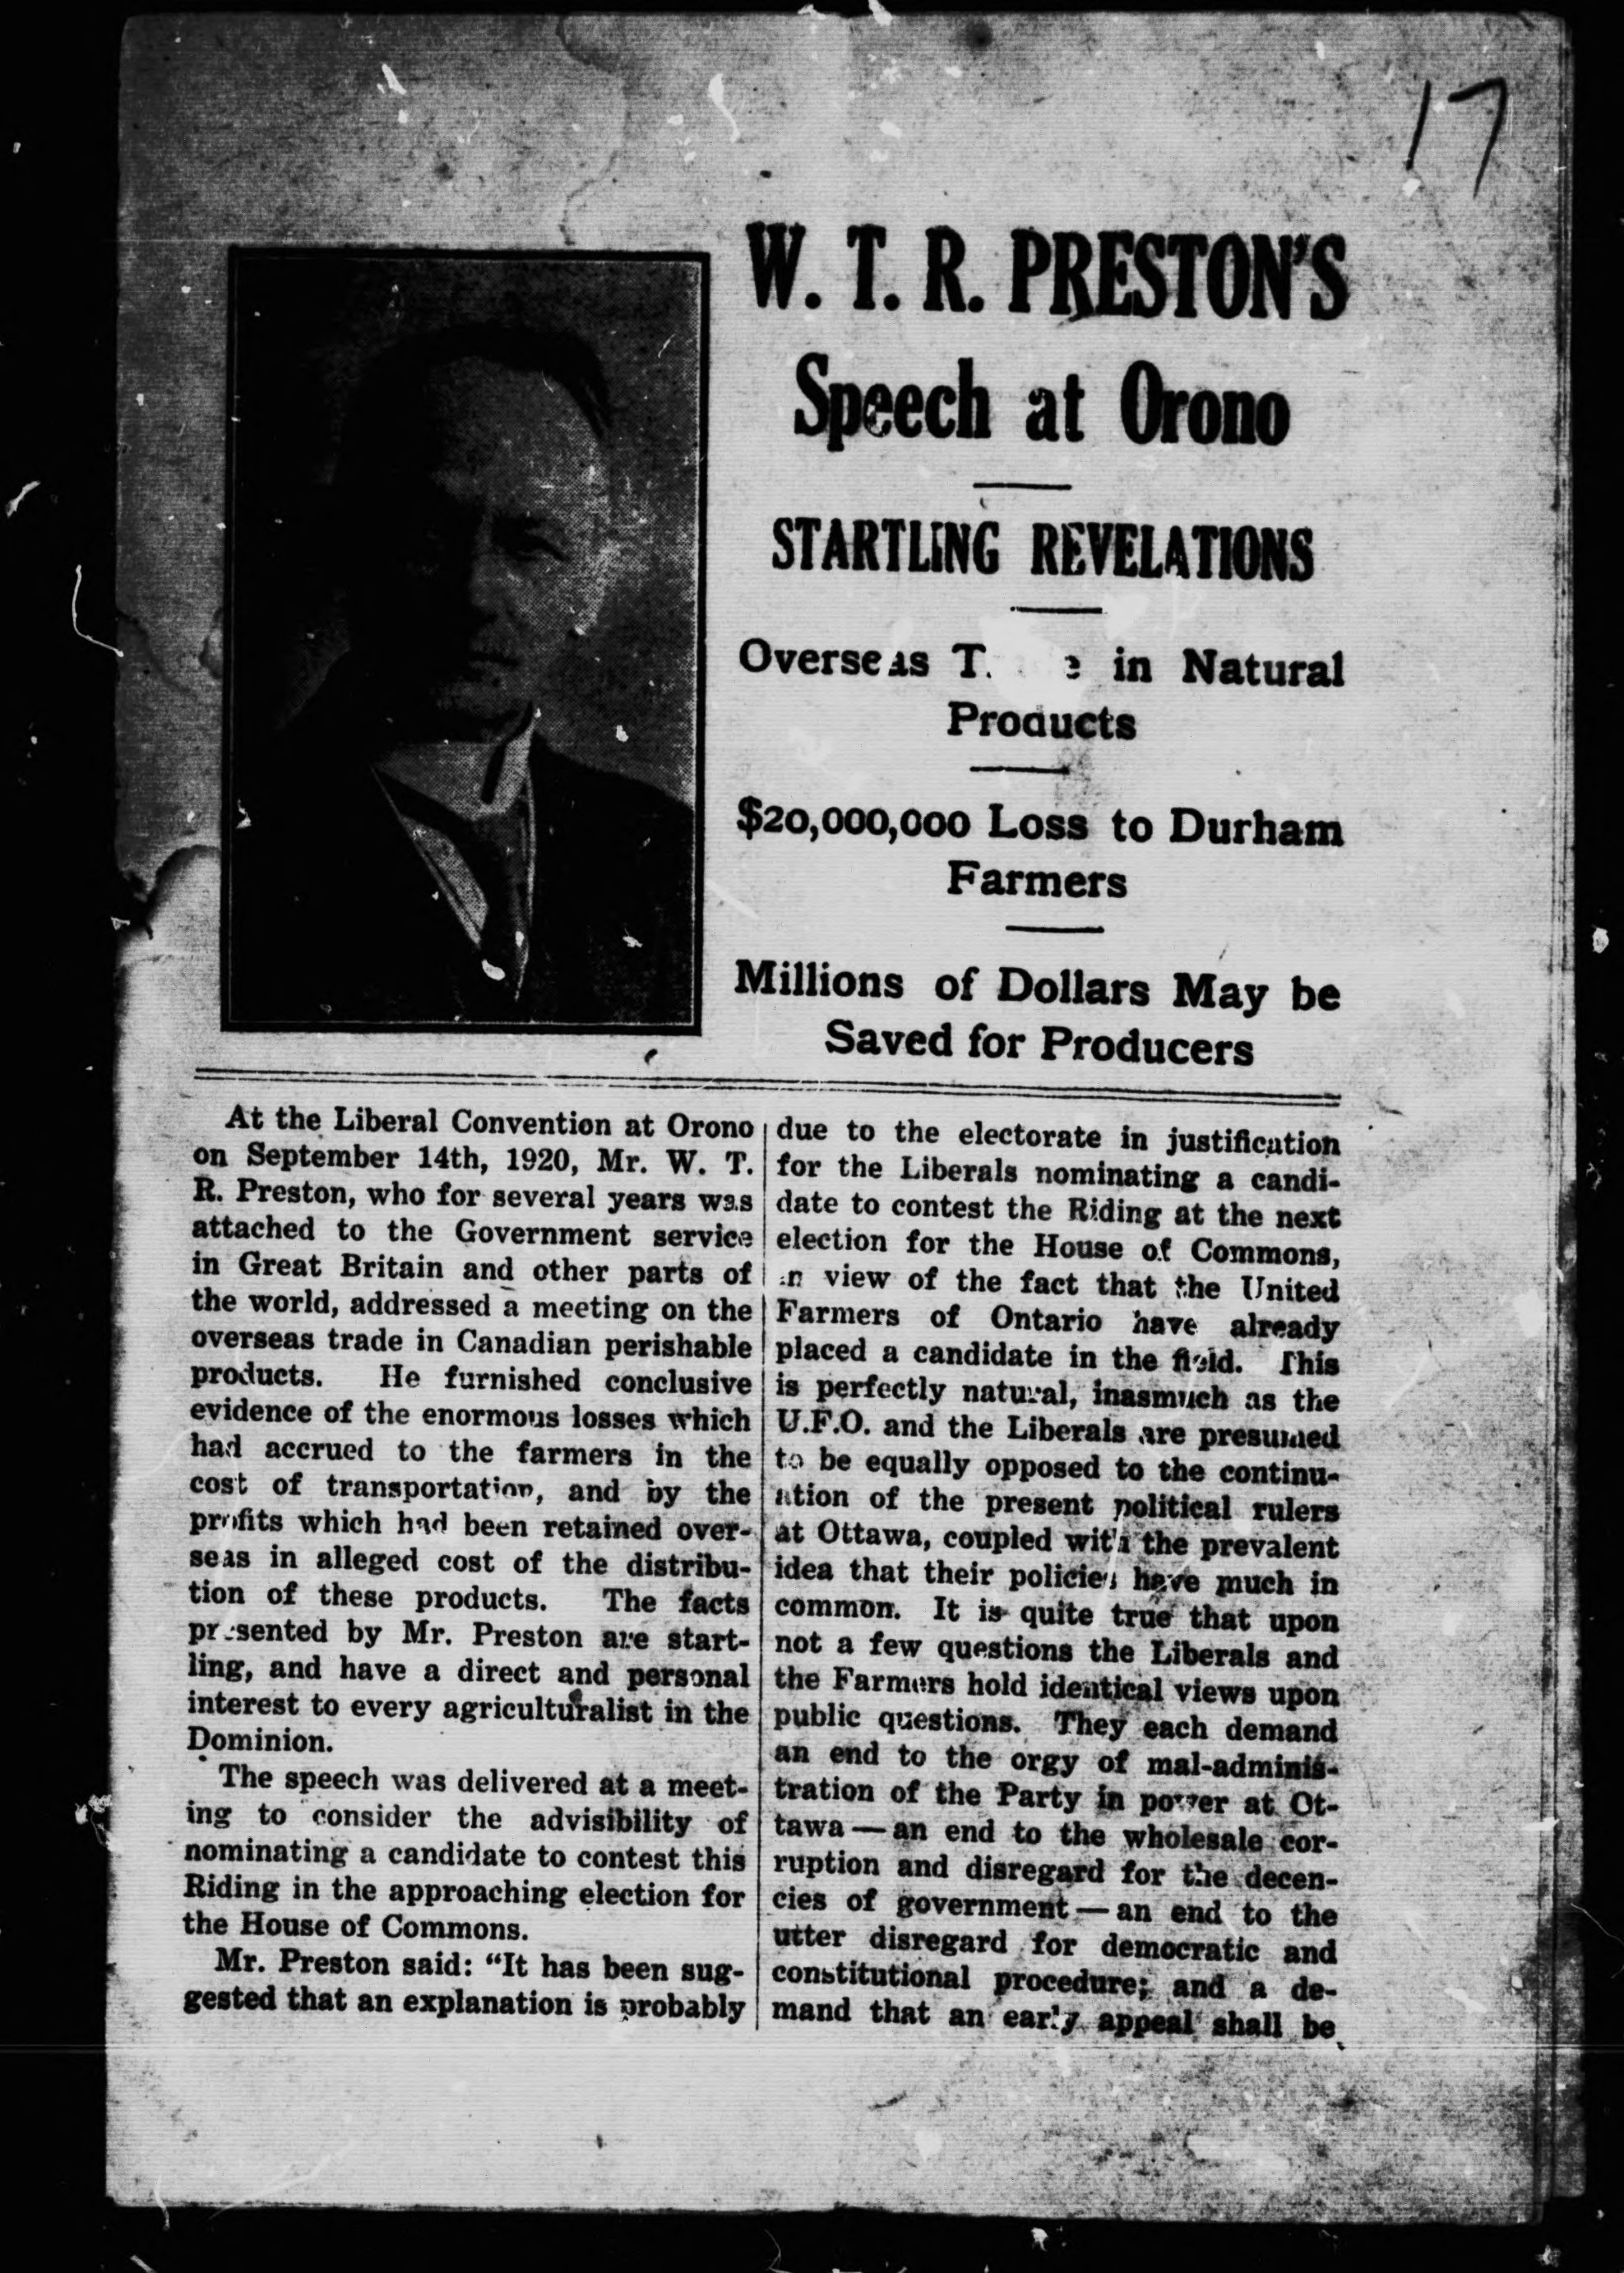 17
W. T. R. PRESTON'S
Speech at Orono
STARTLING REVELATIONS
Overseas in Natural
Products
$20,000,000 Loss to Durham
Farmers
Millions of Dollars May be
Saved for Producers
At the Liberal Convention at Orono
on September 14th, 1920, Mr. W. T.
R. Preston, who for several years was
attached to the Government service
in Great Britain and other parts of
the world, addressed a meeting on the
overseas trade in Canadian perishable
products. He furnished conclusive
evidence of the enormous losses which
had accrued to the farmers in the
cost of transportation, and by the
profits which had been retained over-
seas in alleged cost of the distribu-
tion of these products. The facts
presented by Mr. Preston are start-
ling, and have a direct and personal
interest to every agriculturalist in the
Dominion.
The speech was delivered at a meet-
ing to consider the advisibility of
nominating a candidate to contest this
Riding in the approaching election for
the House of Commons.
Mr. Preston said: "It has been sug-
gested that an explanation is probably
due to the electorate in justification
for the Liberals nominating a candi-
date to contest the Riding at the next
election for the House of Commons,
in view of the fact that the United
Farmers of Ontario have already
placed a candidate in the field. This
is perfectly natural, inasmuch as the
U.F.O. and the Liberals are presumed
to be equally opposed to the continu-
ation of the present political rulers
at Ottawa, coupled with the prevalent
idea that their policies have much in
common. It is quite true that upon
not a few questions the Liberals and
the Farmers hold identical views upon
public questions. They each demand
an end to the orgy of mal-adminis-
tration of the Party in power at Ot-
tawa—an end to the wholesale cor-
ruption and disregard for the decen-
cies of government—an end to the
utter disregard for democratic and
constitutional procedure; and a de-
mand that an early appeal shall be